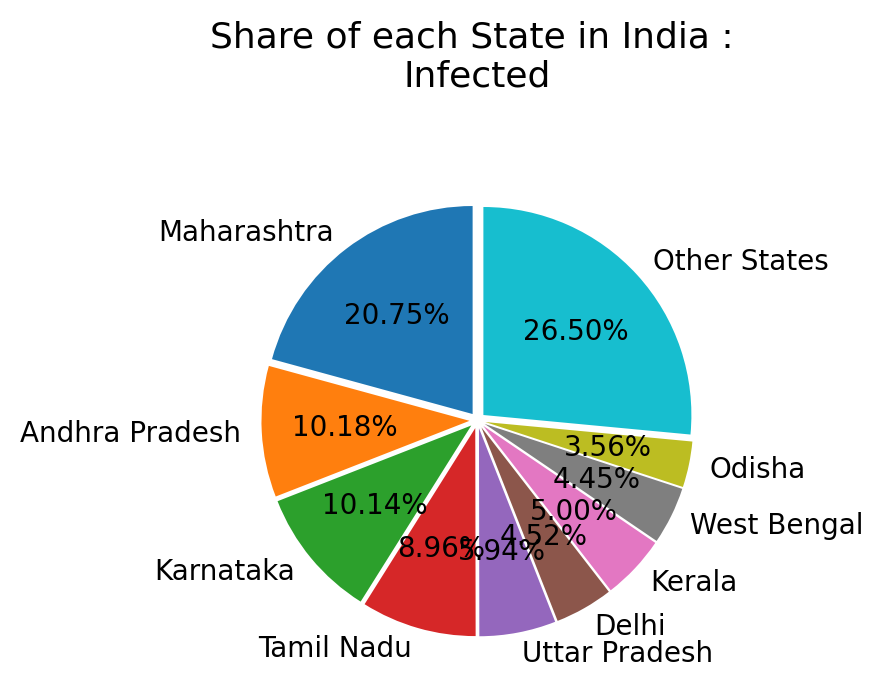 Share of each State in India :
Infected
Maharashtra
20.75%
Other States
26.50%
Andhra Pradesh
10.18%
Karnataka
10.14%
Tamil Nadu
8.96%
Uttar Pradesh
5.94%
Delhi
4.52%
Kerala
5.00%
West Bengal
4.45%
Odisha
3.56%